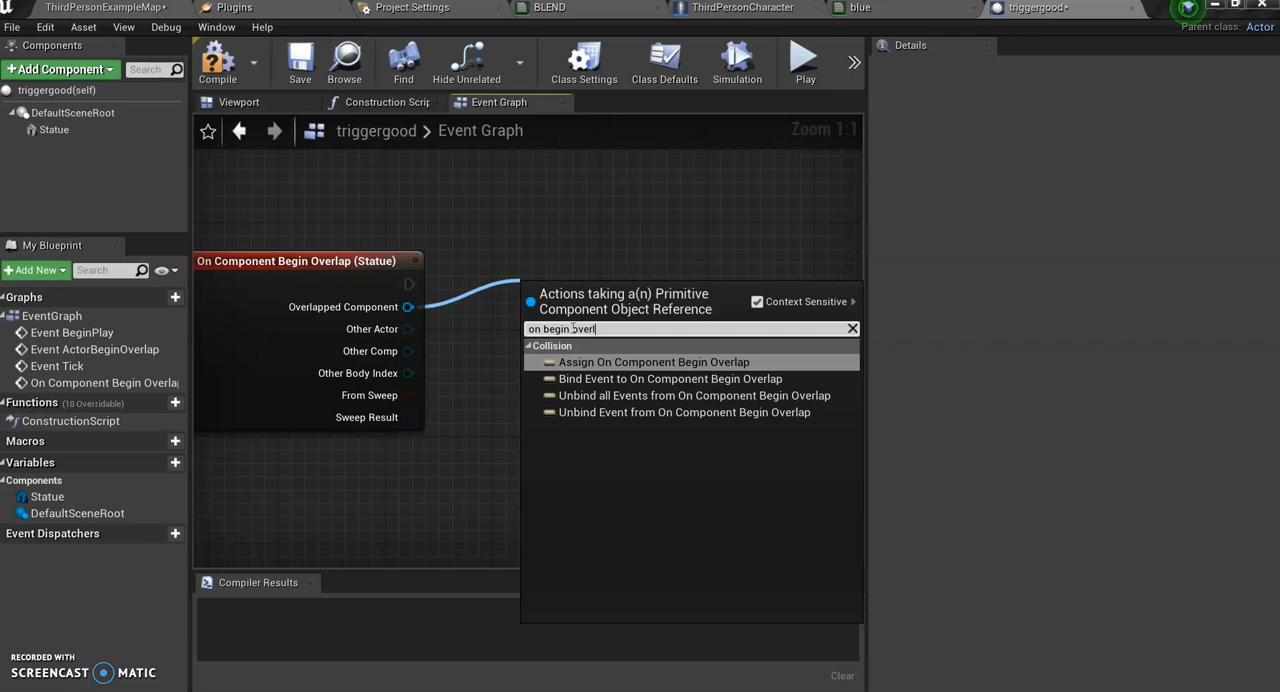 ThirdPersonExampleMap*
Plugins
Project Settings
BLEND
ThirdPersonCharacter
blue
triggergood*
File Edit Asset View Debug Window Help
Parent class: Actor
Components
Details
+Add Component
Search
Compile
Save
Browse
Find
Hide Unrelated
Class Settings
Class Defaults
Simulation
Play
triggergood(self)
DefaultSceneRoot
Statue
Viewport
Construction Scrip
Event Graph
triggergood > Event Graph
Zoom 1:1
On Component Begin Overlap (Statue)
Overlapped Component
Other Actor
Other Comp
Other Body Index
From Sweep
Sweep Result
Actions taking a(n) Primitive
Component Object Reference
Context Sensitive
on begin overl
Collision
Assign On Component Begin Overlap
Bind Event to On Component Begin Overlap
Unbind all Events from On Component Begin Overlap
Unbind Event from On Component Begin Overlap
My Blueprint
+Add New
Search
Graphs
EventGraph
Event BeginPlay
Event ActorBeginOverlap
Event Tick
On Component Begin Overla
Functions (18 Overridable)
ConstructionScript
Macros
Variables
Components
Statue
DefaultSceneRoot
Event Dispatchers
Compiler Results
Clear
RECORDED WITH
SCREENCAST MATIC